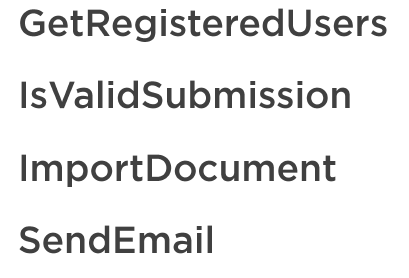 GetRegisteredUsers
IsValidSubmission
ImportDocument
SendEmail